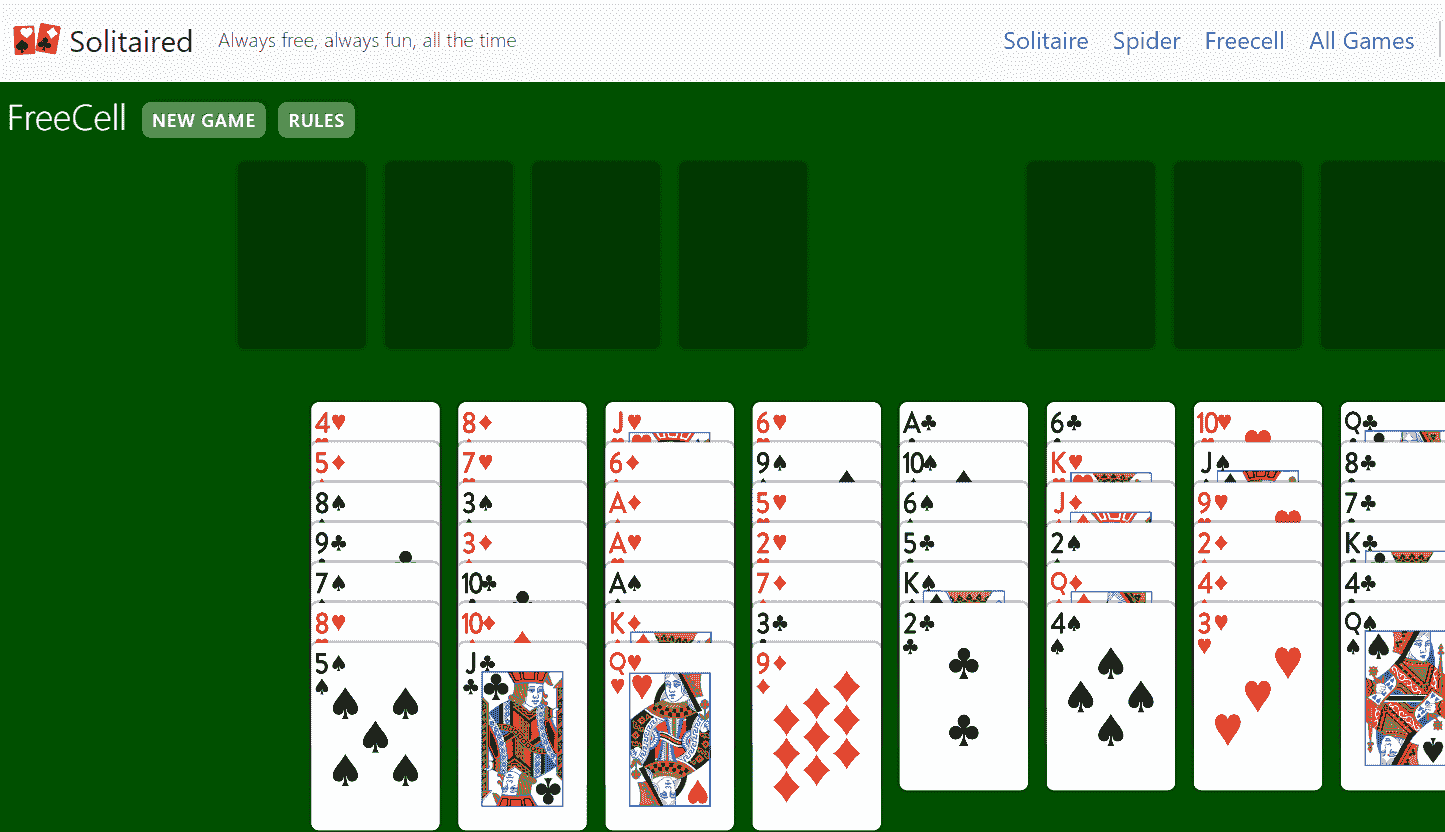 Solitaired Always free, always fun, all the time Solitaire Spider Freecell All Games
FreeCell NEW GAME RULES
4♥ 8♦ J♥ 6♥ A♣ 6♣ 10♥ Q♣
5♦ 7♥ 6♦ 9♠ 10♠ K♥ J♠ 8♣
8♠ 3♠ A♦ 5♥ 6♠ J♦ 9♥ 7♣
9♣ 3♦ A♥ 2♥ 5♣ 2♠ 2♦ K♣
7♠ 10♣ A♠ 7♦ K♠ Q♦ 4♦ 4♣
8♥ 10♦ K♦ 3♣ 2♣ 4♠ 3♥ Q♠
5♠ J♣ Q♥ 9♦